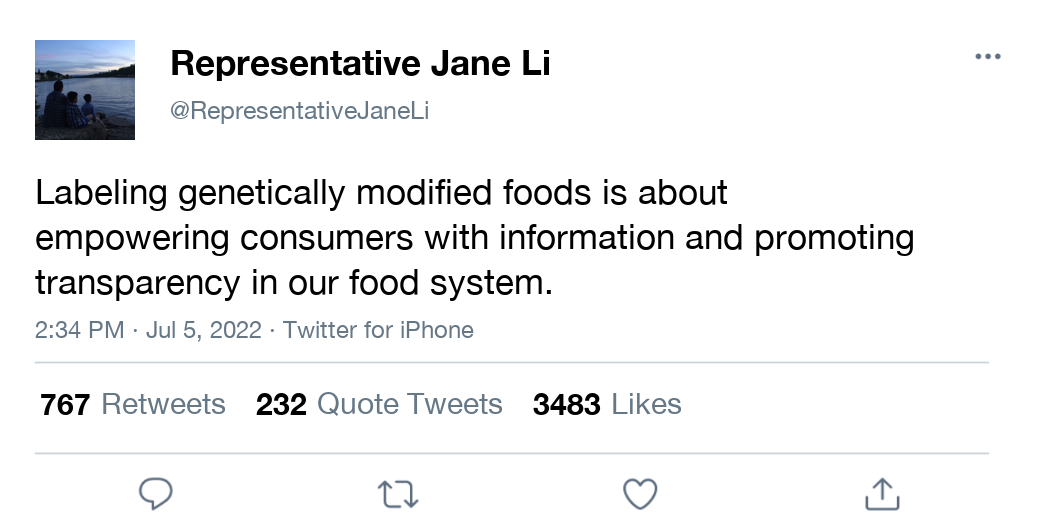 Representative Jane Li
@RepresentativeJaneLi
Labeling genetically modified foods is about
empowering consumers with information and promoting
transparency in our food system.
2:34 PM · Jul 5, 2022 · Twitter for iPhone
767 Retweets 232 Quote Tweets 3483 Likes